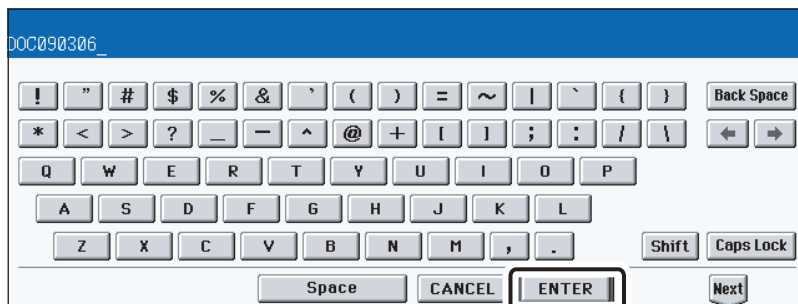 DOC090306_
! " # $ % & ' ( ) = ~ | ` { } Back Space
* < > ? _ - ^ @ + [ ] ; : / \ ← →
Q W E R T Y U I O P
A S D F G H J K L
Z X C V B N M , . Shift Caps Lock
Space CANCEL ENTER Next